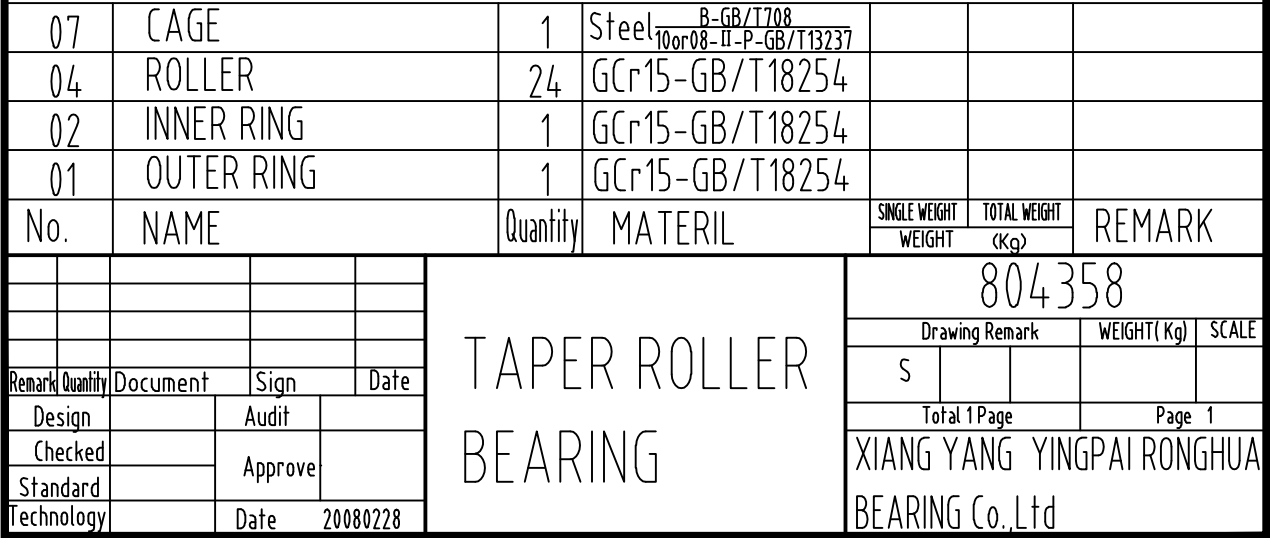 07 CAGE 1 Steel B-GB/T708
10or08-II-P-GB/T13237
04 ROLLER 24 GCr15-GB/T18254
02 INNER RING 1 GCr15-GB/T18254
01 OUTER RING 1 GCr15-GB/T18254
No. NAME Quantity MATERIL SINGLE WEIGHT TOTAL WEIGHT REMARK
WEIGHT (Kg)
804358
Drawing Remark WEIGHT(Kg) SCALE
S
Total 1 Page Page 1
TAPER ROLLER
BEARING
Remark Quantity Document Sign Date
Design Audit
Checked
Approve
Standard
Technology Date 20080228
XIANG YANG YINGPAI RONGHUA
BEARING Co.,Ltd